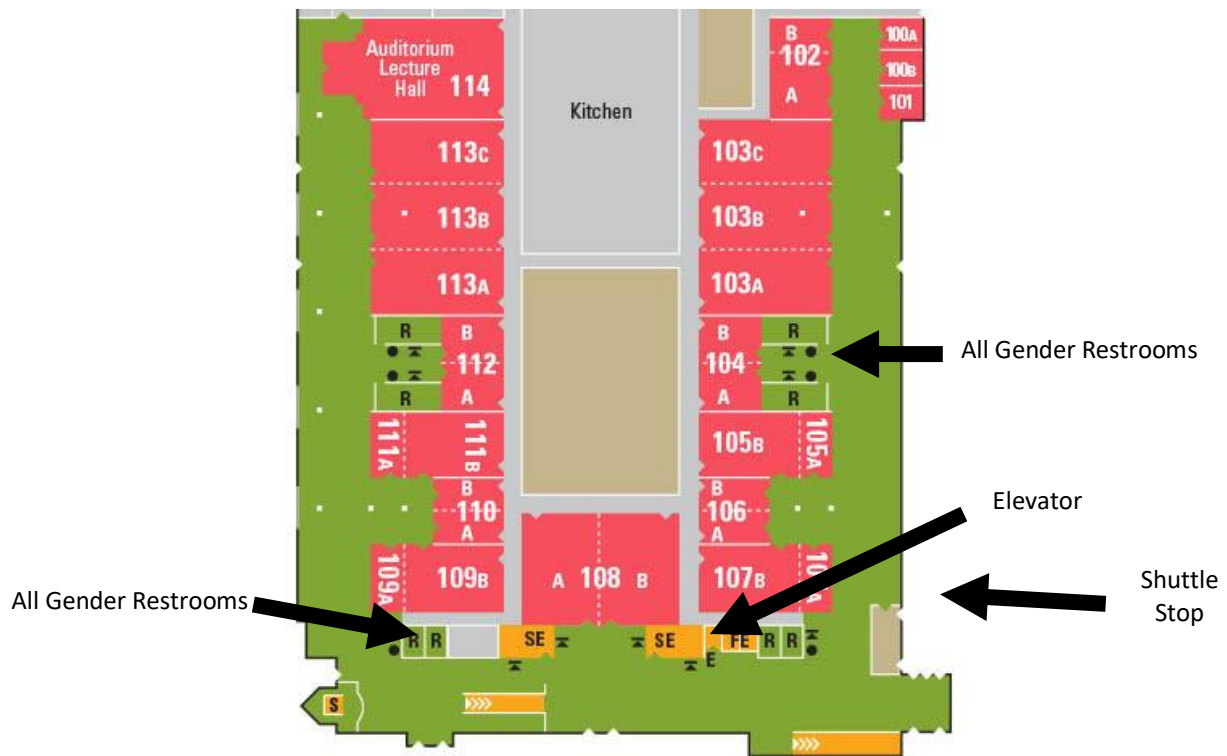 Auditorium
Lecture
Hall 114
Kitchen
B
102
A
100A
100B
101
113C
103C
113B
103B
113A
103A
R
B
B
R
112
104
All Gender Restrooms
R
A
A
R
111A
111B
105B
105A
B
B
110
106
Elevator
A
A
109A
109B
A 108 B
107B
Shuttle
Stop
All Gender Restrooms
R R
SE
SE
FE
R R
E
S